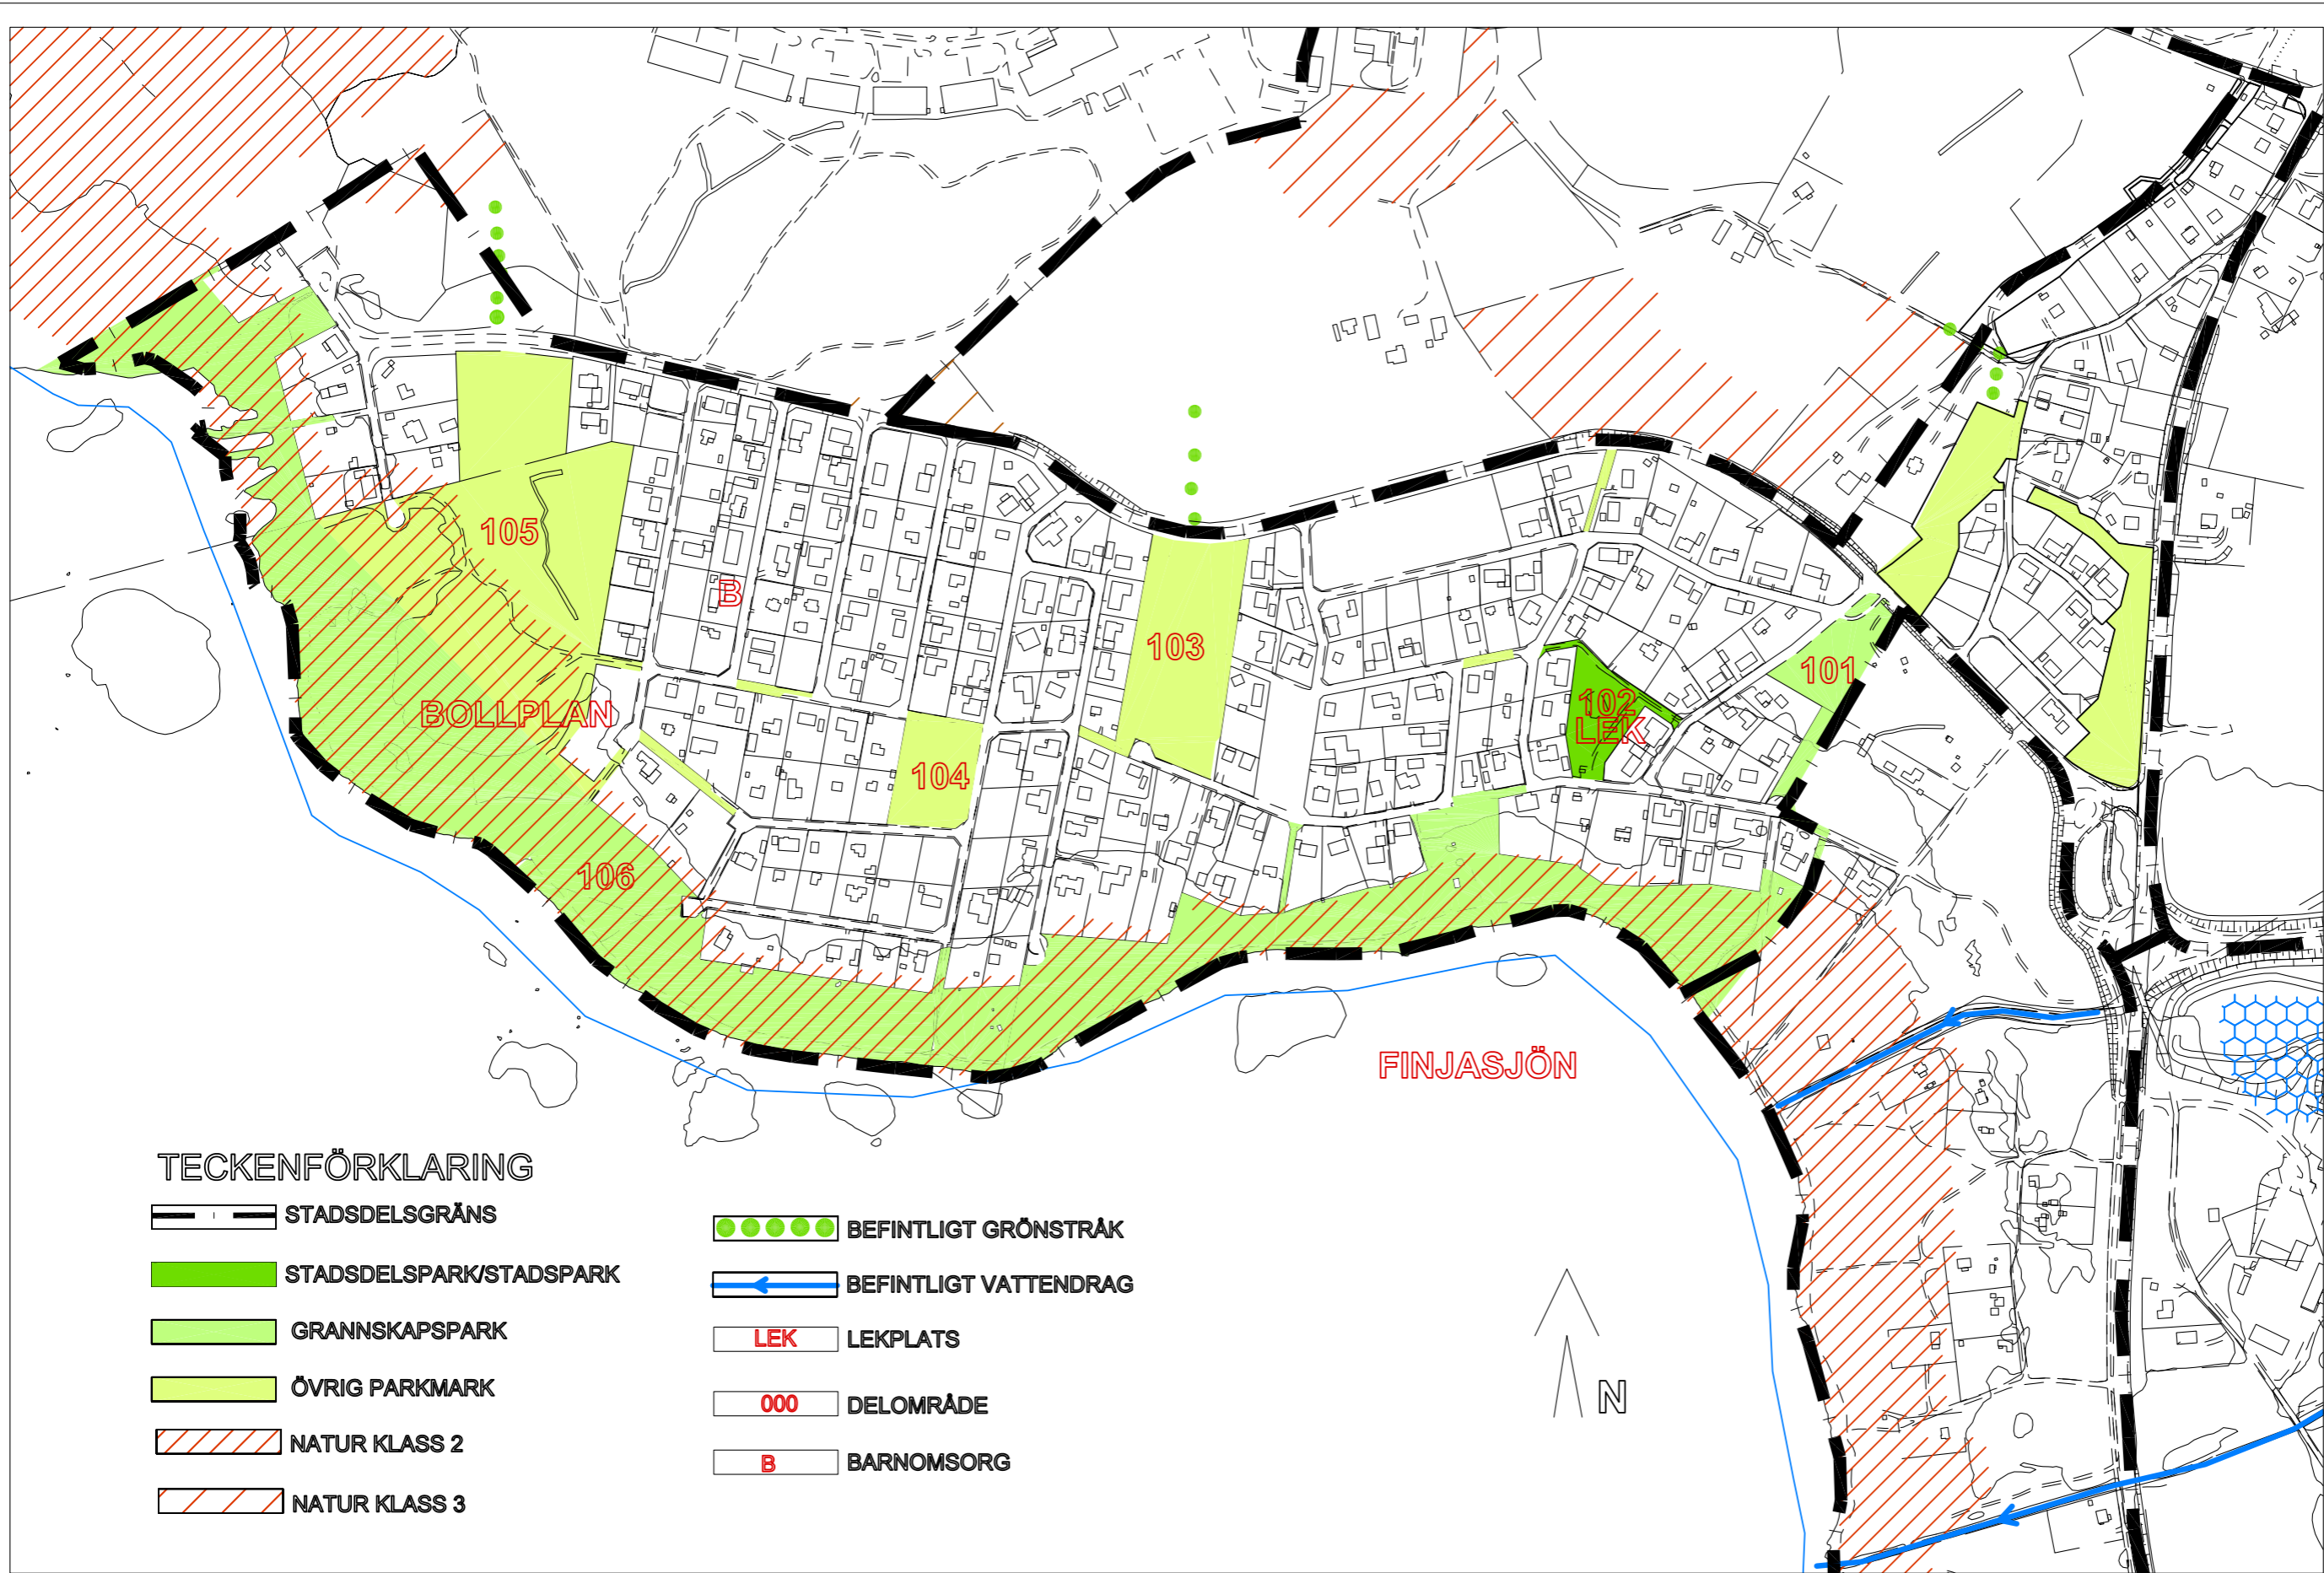 105
B
103
101
102
LEK
BOLLPLAN
104
106
FINJASJÖN
TECKENFÖRKLARING
STADSDELSGRÄNS
STADSDELSPARK/STADSPARK
GRANNSKAPSPARK
ÖVRIG PARKMARK
NATUR KLASS 2
NATUR KLASS 3
BEFINTLIGT GRÖNSTRÅK
BEFINTLIGT VATTENDRAG
LEK LEKPLATS
000 DELOMRÅDE
B BARNOMSORG
N